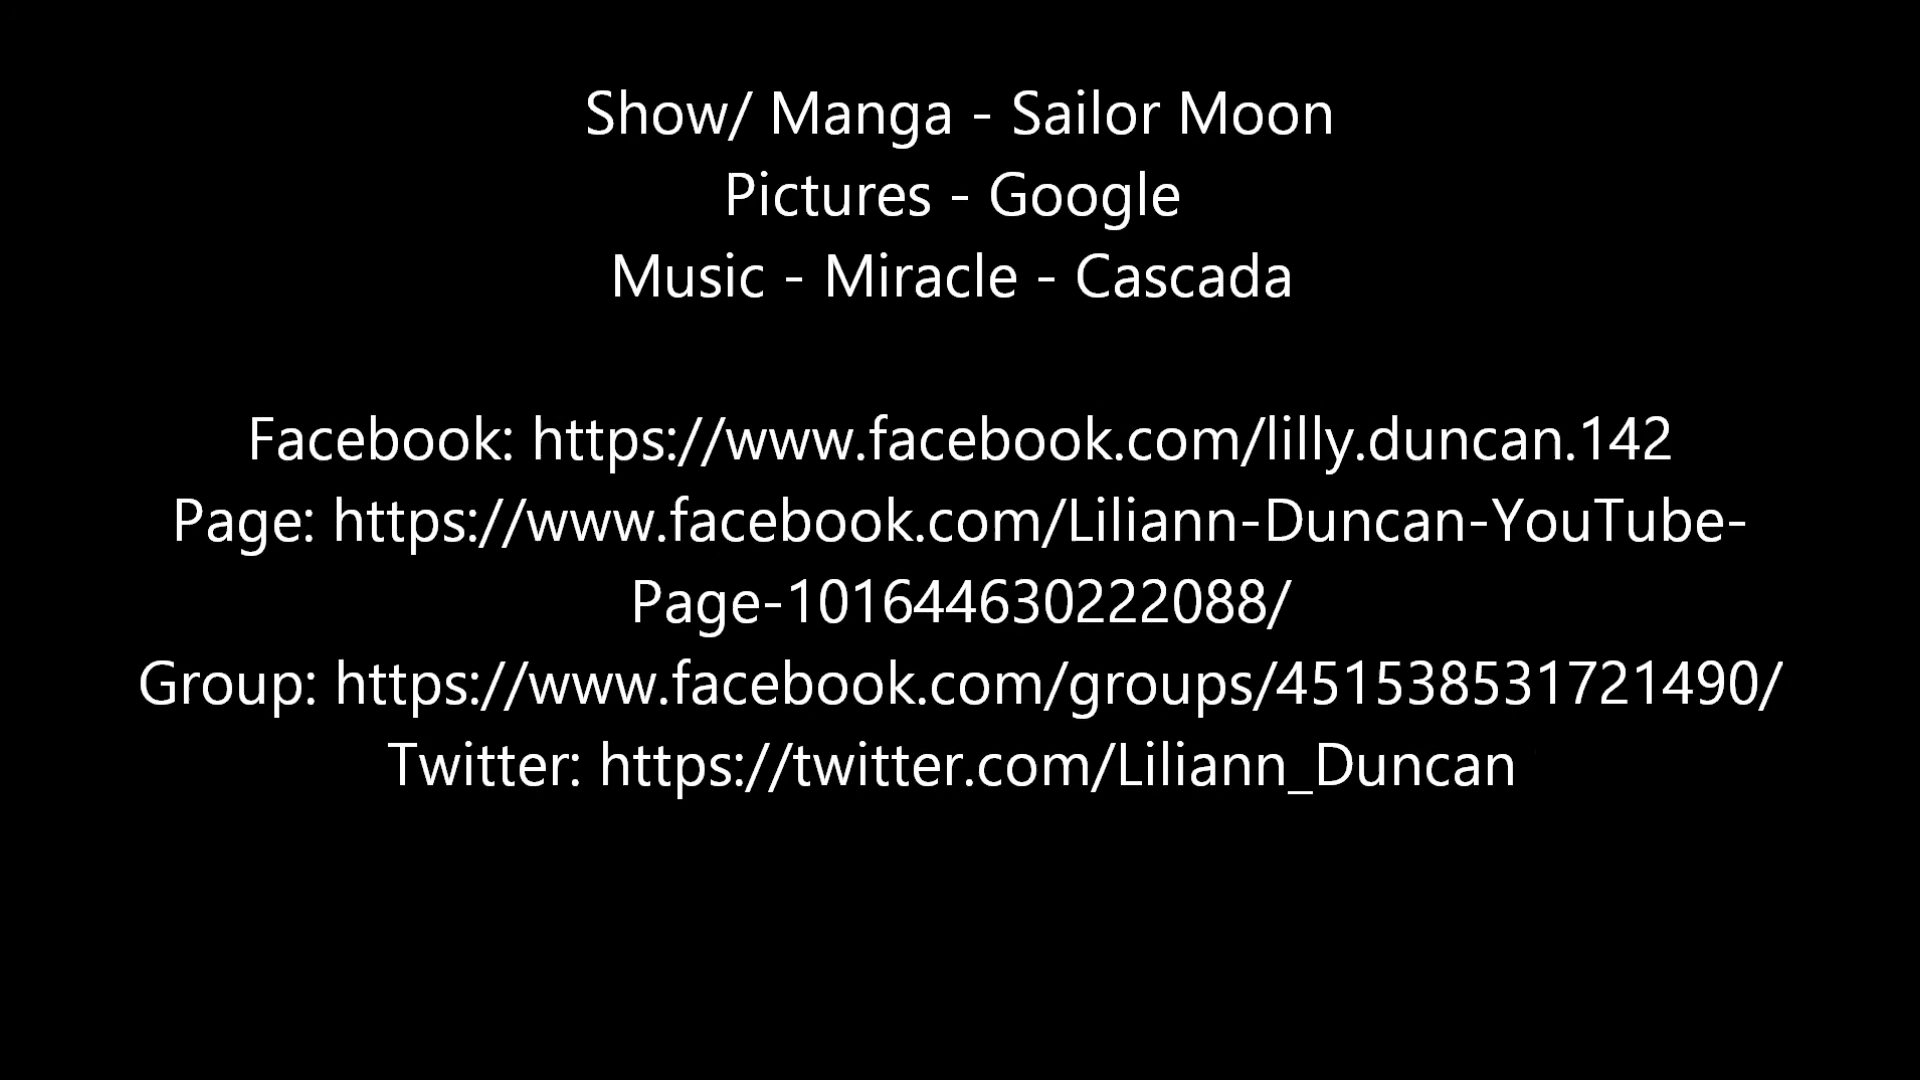 Show/ Manga - Sailor Moon
Pictures - Google
Music - Miracle - Cascada
Facebook: https://www.facebook.com/lilly.duncan.142
Page: https://www.facebook.com/Liliann-Duncan-YouTube-
Page-101644630222088/
Group: https://www.facebook.com/groups/451538531721490/
Twitter: https://twitter.com/Liliann_Duncan